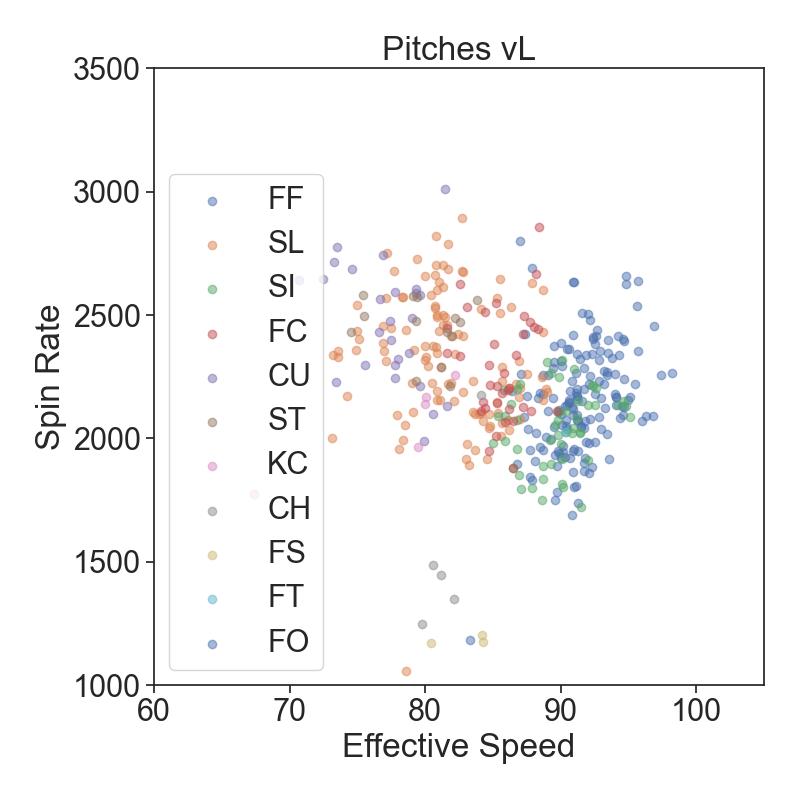 Pitches vL
3500
3000
2500
2000
1500
1000
Spin Rate
FF
SL
SI
FC
CU
ST
KC
CH
FS
FT
FO
60 70 80 90 100
Effective Speed